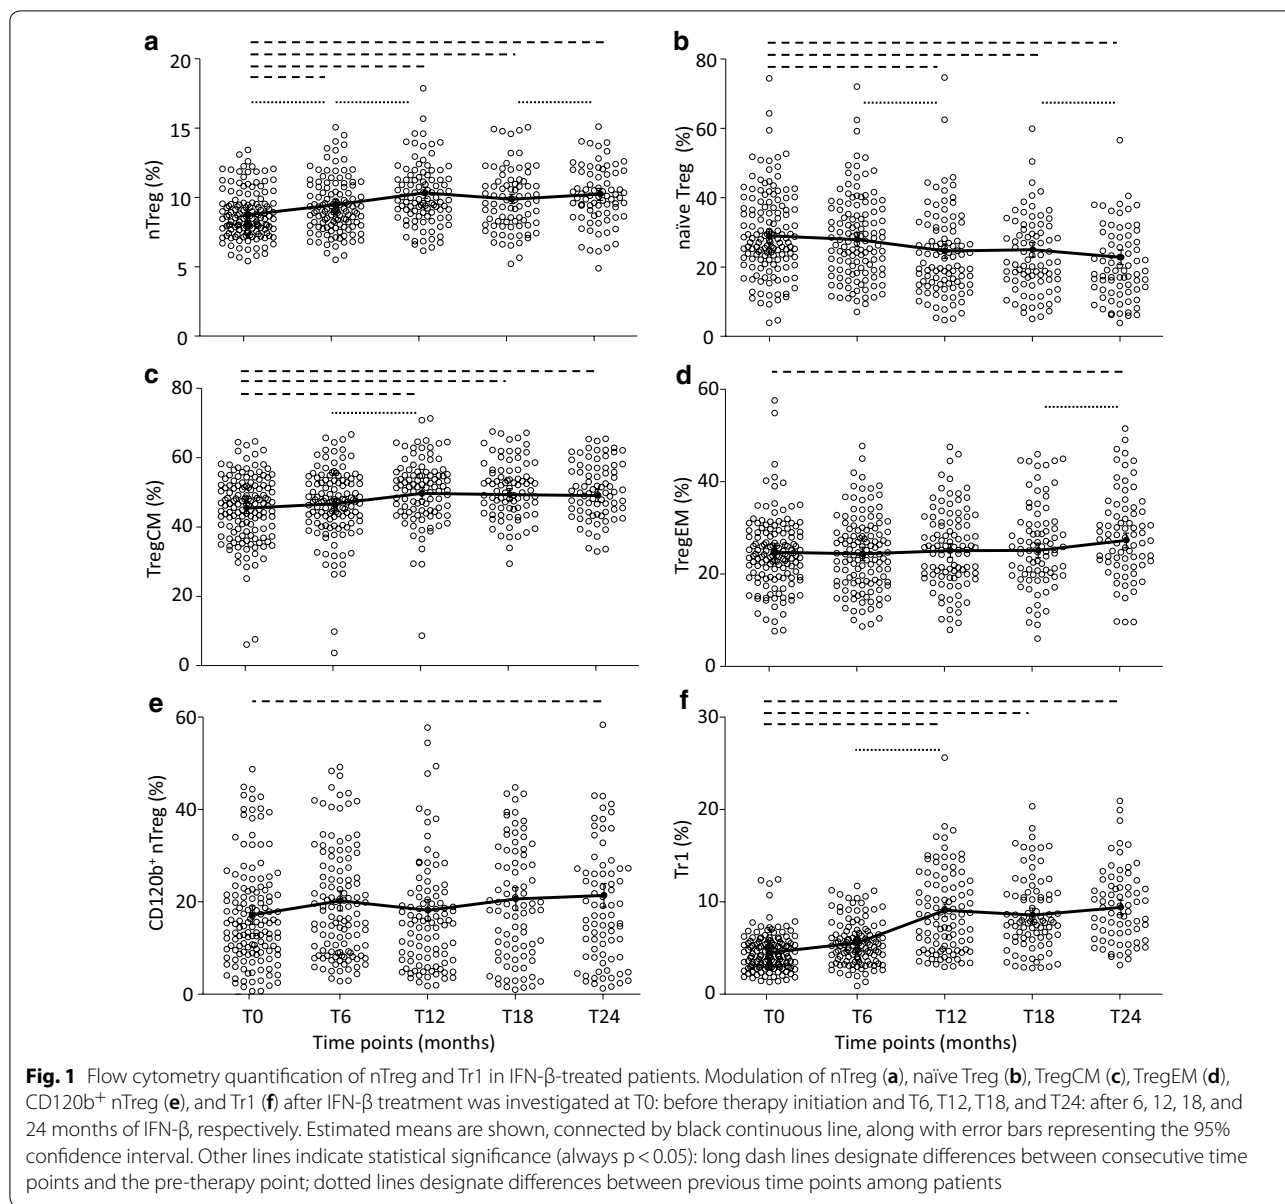 a
20
15
10
5
0
nTreg (%)
b
80
60
40
20
0
naïve Treg (%)
c
80
60
40
20
0
TregCM (%)
d
60
40
20
0
TregEM (%)
e
60
40
20
0
CD120b⁺ nTreg (%)
T0 T6 T12 T18 T24
Time points (months)
f
30
20
10
0
Tr1 (%)
T0 T6 T12 T18 T24
Time points (months)
Fig. 1 Flow cytometry quantification of nTreg and Tr1 in IFN-β-treated patients. Modulation of nTreg (a), naïve Treg (b), TregCM (c), TregEM (d),
CD120b⁺ nTreg (e), and Tr1 (f) after IFN-β treatment was investigated at T0: before therapy initiation and T6, T12, T18, and T24: after 6, 12, 18, and
24 months of IFN-β, respectively. Estimated means are shown, connected by black continuous line, along with error bars representing the 95%
confidence interval. Other lines indicate statistical significance (always p < 0.05): long dash lines designate differences between consecutive time
points and the pre-therapy point; dotted lines designate differences between previous time points among patients